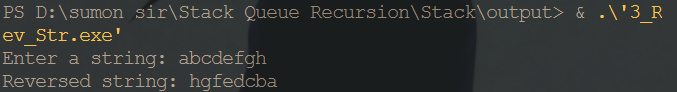 PS D:\sumon sir\Stack Queue Recursion\Stack\output> & .\'3_R
ev_Str.exe'
Enter a string: abcdefgh
Reversed string: hgfedcba